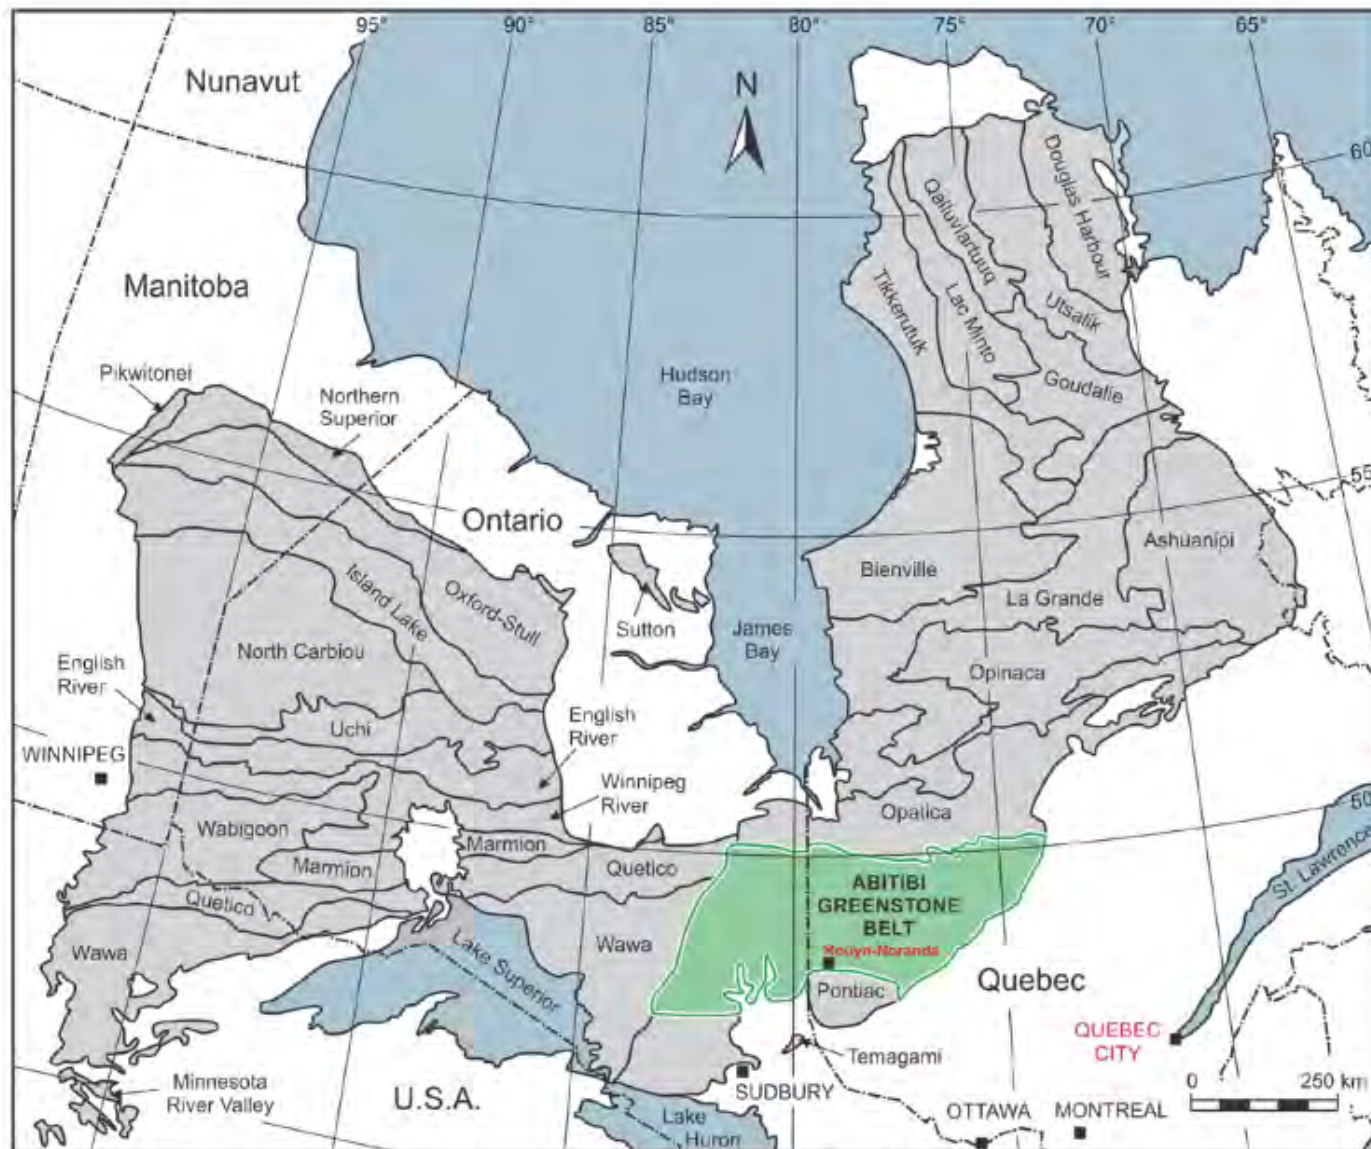 95°
90°
85°
80°
75°
70°
65°
Nunavut
N
60
Douglas Harbour
Qalluviartuuq
Manitoba
Tikkerutuk
Lac Minto
Utsalik
Pikwitonei
Northern
Superior
Hudson
Bay
Goudalie
55
Ontario
Ashuanipi
Bienville
Island Lake
Oxford-Stull
La Grande
Sutton
James
Bay
North Carbiou
English
River
Opinaca
Uchi
English
River
WINNIPEG
Winnipeg
River
50
Opatica
Wabigoon
Marmion
Marmion
Quetico
St. Lawrence
ABITIBI
GREENSTONE
BELT
Quetico
Wawa
Wawa
Lake Superior
Rouyn-Noranda
Quebec
Pontiac
QUEBEC
CITY
Temagami
Minnesota
River Valley
U.S.A.
SUDBURY
0 250 km
Lake
Huron
OTTAWA
MONTREAL